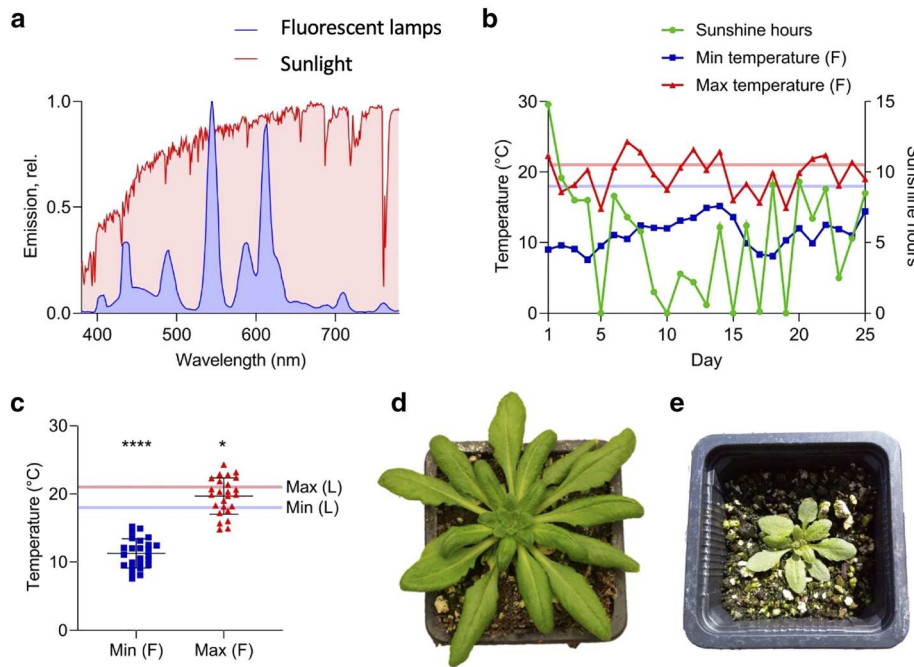 a
Fluorescent lamps
Sunlight
1.0
0.5
0.0
Emission, rel.
400
500
600
700
Wavelength (nm)
b
Sunshine hours
Min temperature (F)
Max temperature (F)
30
20
10
0
Temperature (°C)
15
10
5
0
Sunshine hours
1
5
10
15
20
25
Day
c
30
20
10
0
Temperature (°C)
****
*
Max (L)
Min (L)
Min (F)
Max (F)
d
e